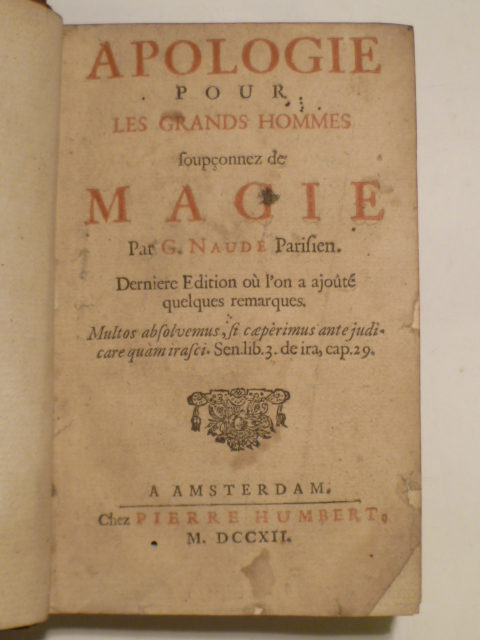 APOLOGIE
POUR
LES GRANDS HOMMES
ſoupçonnez de
MAGIE
Par G. NAUDÉ Pariſien.
Derniere Edition où l'on a ajoûté
quelques remarques.
Multos abſolvemus, ſi cæpèrimus ante judi-
care quàm iraſci. Sen. lib. 3. de ira, cap. 29.
A AMSTERDAM.
Chez PIERRE HUMBERT.
M. DCCXII.